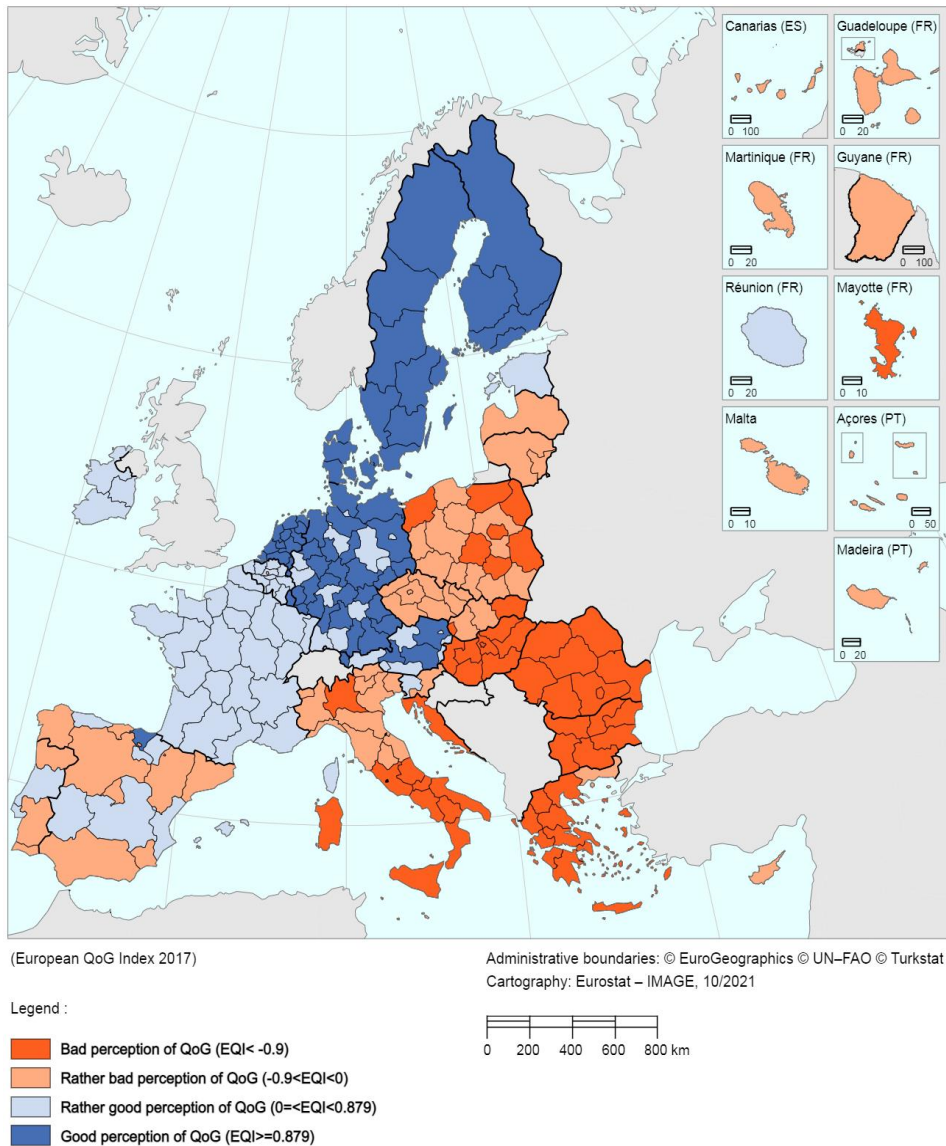 Canarias (ES)
0 100
Guadeloupe (FR)
0 20
Martinique (FR)
0 20
Guyane (FR)
0 100
Réunion (FR)
0 20
Mayotte (FR)
0 10
Malta
0 10
Açores (PT)
0 50
Madeira (PT)
0 20
(European QoG Index 2017)
Administrative boundaries: © EuroGeographics © UN–FAO © Turkstat
Cartography: Eurostat – IMAGE, 10/2021
Legend :
0 200 400 600 800 km
Bad perception of QoG (EQI< -0.9)
Rather bad perception of QoG (-0.9<EQI<0)
Rather good perception of QoG (0=<EQI<0.879)
Good perception of QoG (EQI>=0.879)